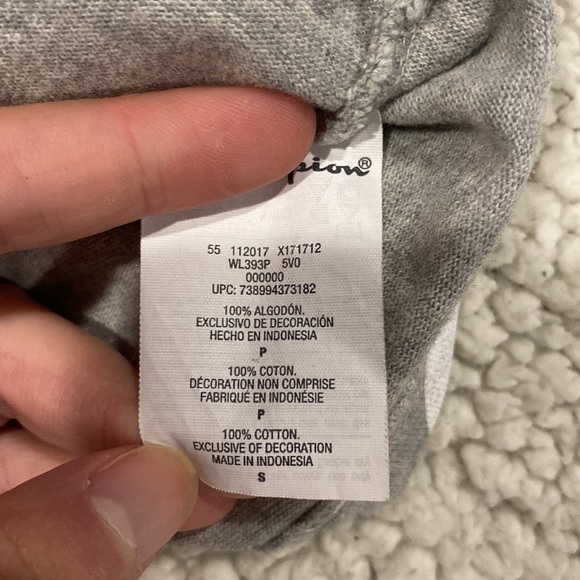 pion®
55 112017 X171712
WL393P 5V0
000000
UPC: 738994373182
100% ALGODÓN.
EXCLUSIVO DE DECORACIÓN
HECHO EN INDONESIA
P
100% COTON.
DÉCORATION NON COMPRISE
FABRIQUÉ EN INDONÉSIE
P
100% COTTON.
EXCLUSIVE OF DECORATION
MADE IN INDONESIA
S